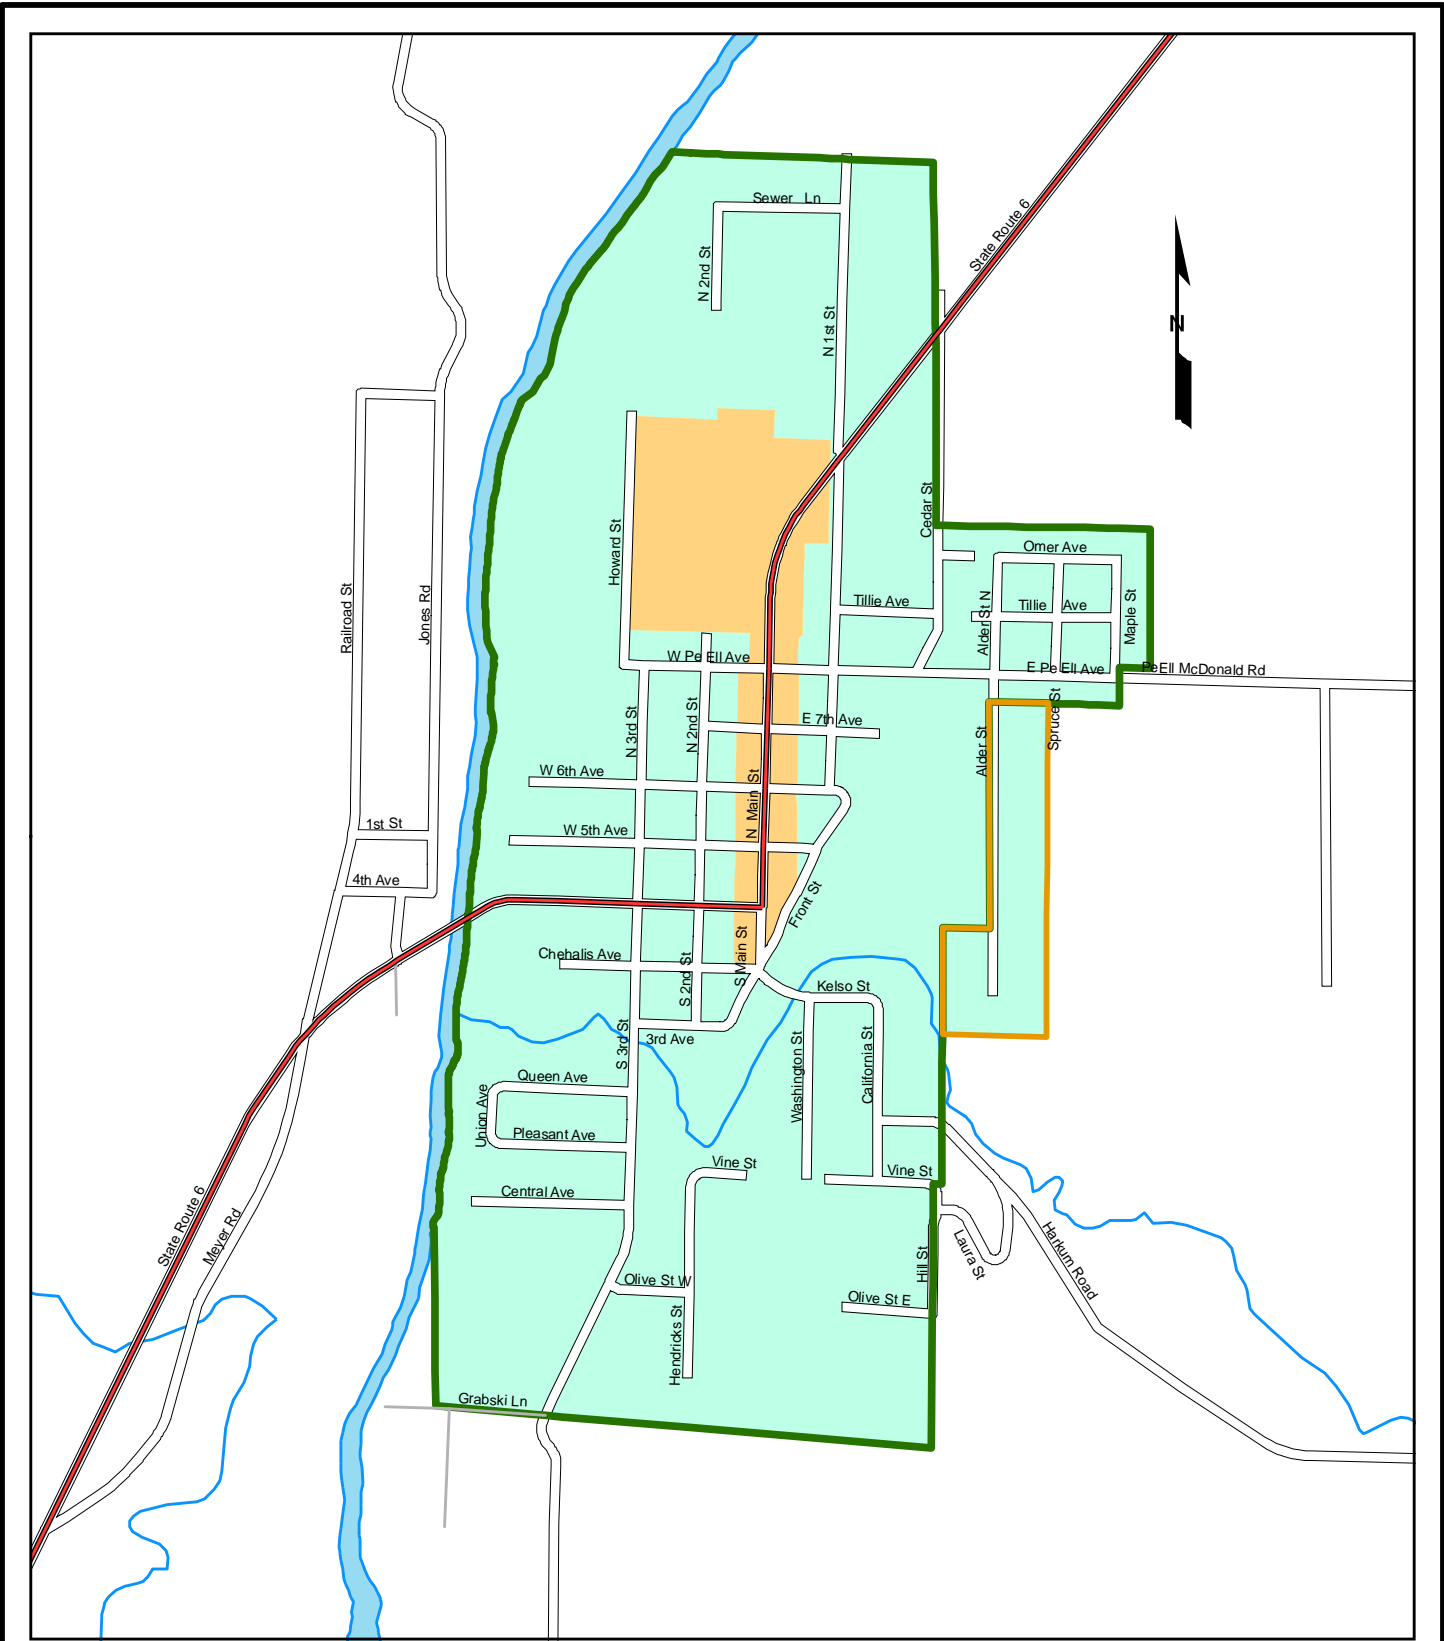 Sewer Ln
State Route 6
N 2nd St
N 1st St
N
Cedar St
Howard St
Omer Ave
Railroad St
Jones Rd
Tillie Ave
Alder St N
Tillie Ave
Maple St
W Pe Ell Ave
E Pe Ell Ave
PeEll McDonald Rd
N 3rd St
N 2nd St
E 7th Ave
Alder St
Spruce St
W 6th Ave
N Main St
1st St
W 5th Ave
4th Ave
Front St
Chehalis Ave
S Main St
S 2nd St
Kelso St
S 3rd St
3rd Ave
Washington St
California St
Queen Ave
Union Ave
Pleasant Ave
Vine St
Vine St
Central Ave
State Route 6
Meyer Rd
Hill St
Laura St
Harkum Road
Olive St W
Olive St E
Hendricks St
Grabski Ln